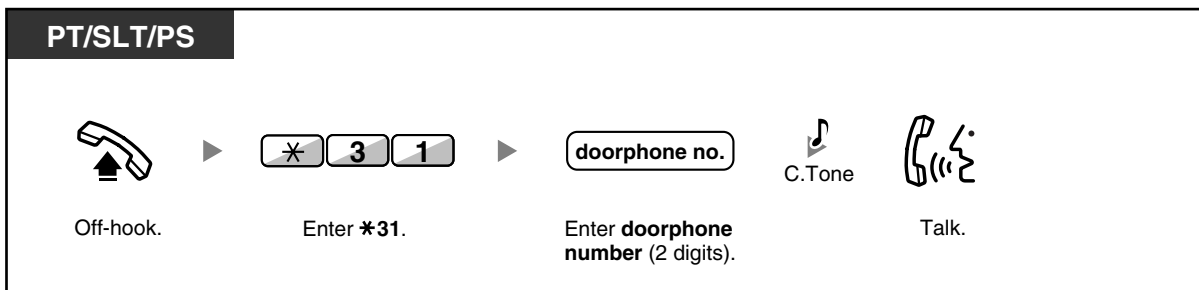 PT/SLT/PS
✳ 3 1
doorphone no.
C.Tone
Off-hook.
Enter ✳31.
Enter doorphone
number (2 digits).
Talk.